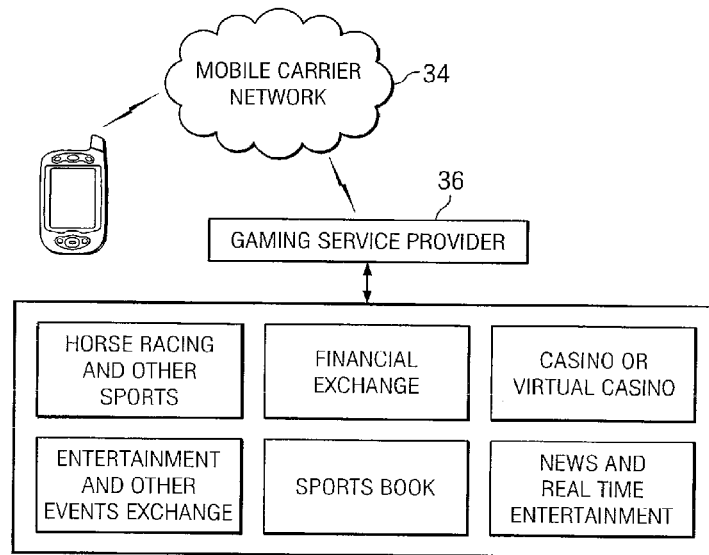 MOBILE CARRIER
NETWORK
34
36
GAMING SERVICE PROVIDER
HORSE RACING
AND OTHER
SPORTS
FINANCIAL
EXCHANGE
CASINO OR
VIRTUAL CASINO
ENTERTAINMENT
AND OTHER
EVENTS EXCHANGE
SPORTS BOOK
NEWS AND
REAL TIME
ENTERTAINMENT